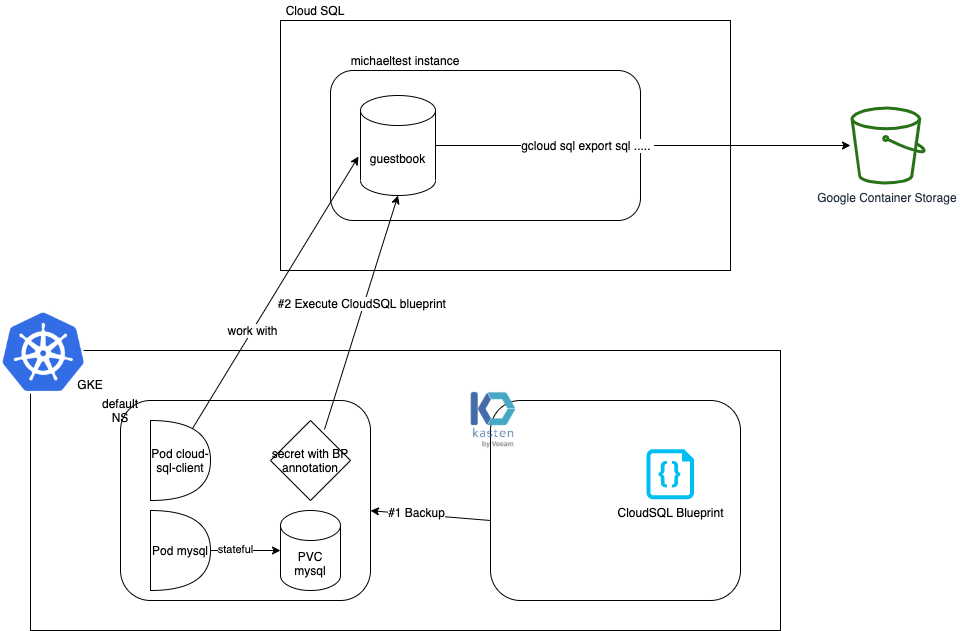 Cloud SQL
michaeltest instance
guestbook
gcloud sql export sql .....
Google Container Storage
#2 Execute CloudSQL blueprint
work with
GKE
default
NS
Pod cloud-
sql-client
secret with BP
annotation
kasten
by Veeam
CloudSQL Blueprint
#1 Backup
Pod mysql
stateful
PVC
mysql